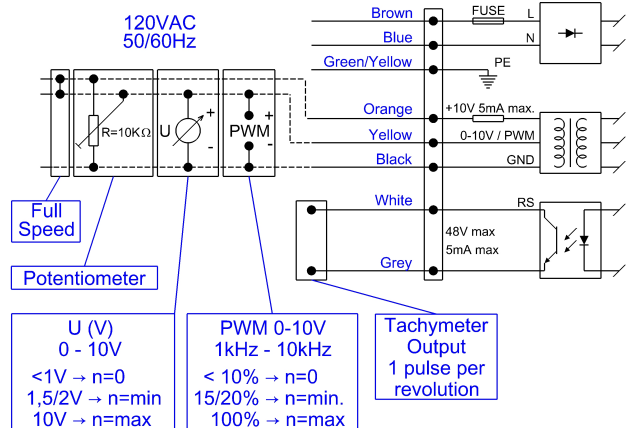 120VAC
50/60Hz
Brown
FUSE
L
Blue
N
Green/Yellow
PE
Orange
+10V 5mA max.
Yellow
0-10V / PWM
Black
GND
R=10KΩ
U
+
-
PWM
+
-
White
RS
48V max
5mA max
Grey
Full
Speed
Potentiometer
U (V)
0 - 10V
<1V → n=0
1,5/2V → n=min
10V → n=max
PWM 0-10V
1kHz - 10kHz
< 10% → n=0
15/20% → n=min.
100% → n=max
Tachymeter
Output
1 pulse per
revolution